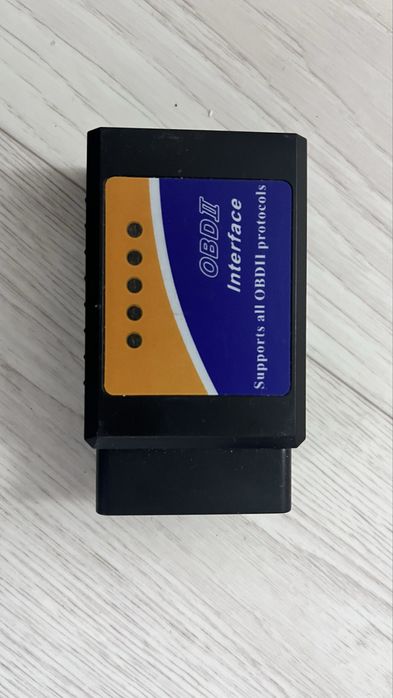 OBDII
Interface
Supports all OBDII protocols